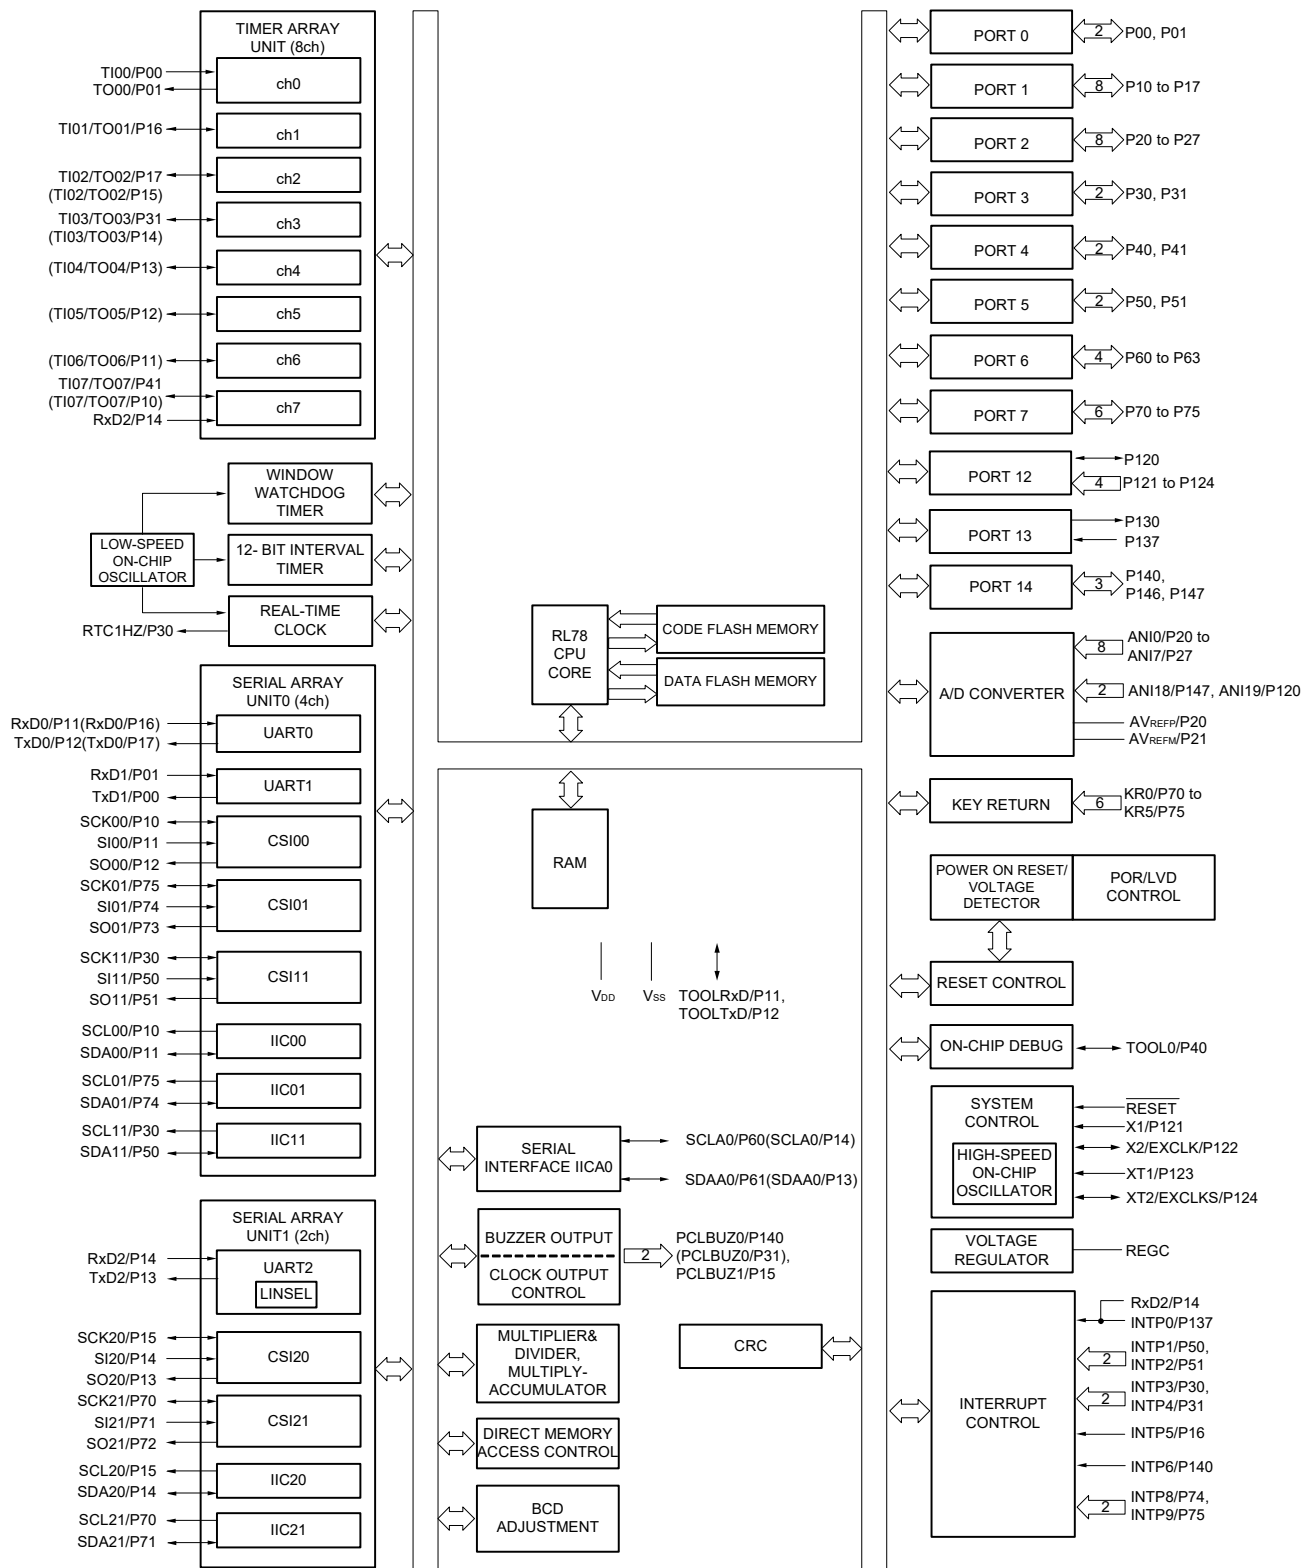 TIMER ARRAY
UNIT (8ch)
TI00/P00
TO00/P01
ch0
TI01/TO01/P16
ch1
TI02/TO02/P17
(TI02/TO02/P15)
ch2
TI03/TO03/P31
(TI03/TO03/P14)
ch3
(TI04/TO04/P13)
ch4
(TI05/TO05/P12)
ch5
(TI06/TO06/P11)
ch6
TI07/TO07/P41
(TI07/TO07/P10)
RxD2/P14
ch7
WINDOW
WATCHDOG
TIMER
LOW-SPEED
ON-CHIP
OSCILLATOR
12- BIT INTERVAL
TIMER
REAL-TIME
CLOCK
RTC1HZ/P30
SERIAL ARRAY
UNIT0 (4ch)
RxD0/P11(RxD0/P16)
TxD0/P12(TxD0/P17)
UART0
RxD1/P01
TxD1/P00
UART1
SCK00/P10
SI00/P11
SO00/P12
CSI00
SCK01/P75
SI01/P74
SO01/P73
CSI01
SCK11/P30
SI11/P50
SO11/P51
CSI11
SCL00/P10
SDA00/P11
IIC00
SCL01/P75
SDA01/P74
IIC01
SCL11/P30
SDA11/P50
IIC11
SERIAL ARRAY
UNIT1 (2ch)
RxD2/P14
TxD2/P13
UART2
LINSEL
SCK20/P15
SI20/P14
SO20/P13
CSI20
SCK21/P70
SI21/P71
SO21/P72
CSI21
SCL20/P15
SDA20/P14
IIC20
SCL21/P70
SDA21/P71
IIC21
RL78
CPU
CORE
CODE FLASH MEMORY
DATA FLASH MEMORY
RAM
VDD
VSS
TOOLRxD/P11,
TOOLTxD/P12
SERIAL
INTERFACE IICA0
SCLA0/P60(SCLA0/P14)
SDAA0/P61(SDAA0/P13)
BUZZER OUTPUT
CLOCK OUTPUT
CONTROL
2
PCLBUZ0/P140
(PCLBUZ0/P31),
PCLBUZ1/P15
MULTIPLIER&
DIVIDER,
MULTIPLY-
ACCUMULATOR
CRC
DIRECT MEMORY
ACCESS CONTROL
BCD
ADJUSTMENT
PORT 0
2
P00, P01
PORT 1
8
P10 to P17
PORT 2
8
P20 to P27
PORT 3
2
P30, P31
PORT 4
2
P40, P41
PORT 5
2
P50, P51
PORT 6
4
P60 to P63
PORT 7
6
P70 to P75
PORT 12
P120
4
P121 to P124
PORT 13
P130
P137
PORT 14
3
P140,
P146, P147
A/D CONVERTER
8
ANI0/P20 to
ANI7/P27
2
ANI18/P147, ANI19/P120
AVREFP/P20
AVREFM/P21
KEY RETURN
6
KR0/P70 to
KR5/P75
POWER ON RESET/
VOLTAGE
DETECTOR
POR/LVD
CONTROL
RESET CONTROL
ON-CHIP DEBUG
TOOL0/P40
SYSTEM
CONTROL
HIGH-SPEED
ON-CHIP
OSCILLATOR
RESET
X1/P121
X2/EXCLK/P122
XT1/P123
XT2/EXCLKS/P124
VOLTAGE
REGULATOR
REGC
INTERRUPT
CONTROL
RxD2/P14
INTP0/P137
2
INTP1/P50,
INTP2/P51
2
INTP3/P30,
INTP4/P31
INTP5/P16
INTP6/P140
2
INTP8/P74,
INTP9/P75